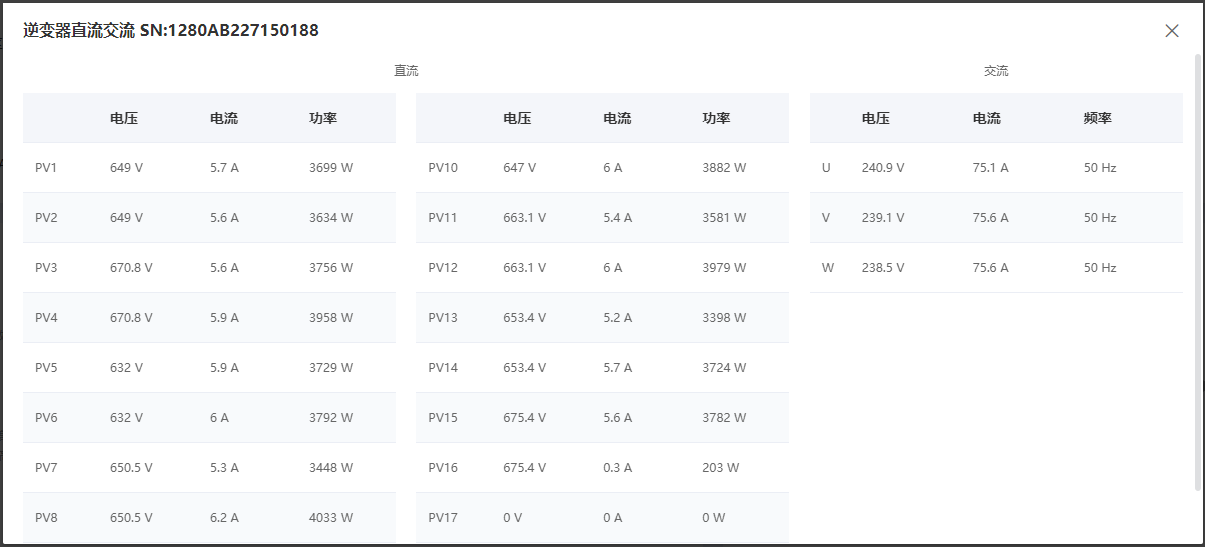 逆变器直流交流 SN:1280AB227150188
直流 交流
电压 电流 功率 电压 电流 功率 电压 电流 频率
PV1 649 V 5.7 A 3699 W PV10 647 V 6 A 3882 W U 240.9 V 75.1 A 50 Hz
PV2 649 V 5.6 A 3634 W PV11 663.1 V 5.4 A 3581 W V 239.1 V 75.6 A 50 Hz
PV3 670.8 V 5.6 A 3756 W PV12 663.1 V 6 A 3979 W W 238.5 V 75.6 A 50 Hz
PV4 670.8 V 5.9 A 3958 W PV13 653.4 V 5.2 A 3398 W
PV5 632 V 5.9 A 3729 W PV14 653.4 V 5.7 A 3724 W
PV6 632 V 6 A 3792 W PV15 675.4 V 5.6 A 3782 W
PV7 650.5 V 5.3 A 3448 W PV16 675.4 V 0.3 A 203 W
PV8 650.5 V 6.2 A 4033 W PV17 0 V 0 A 0 W